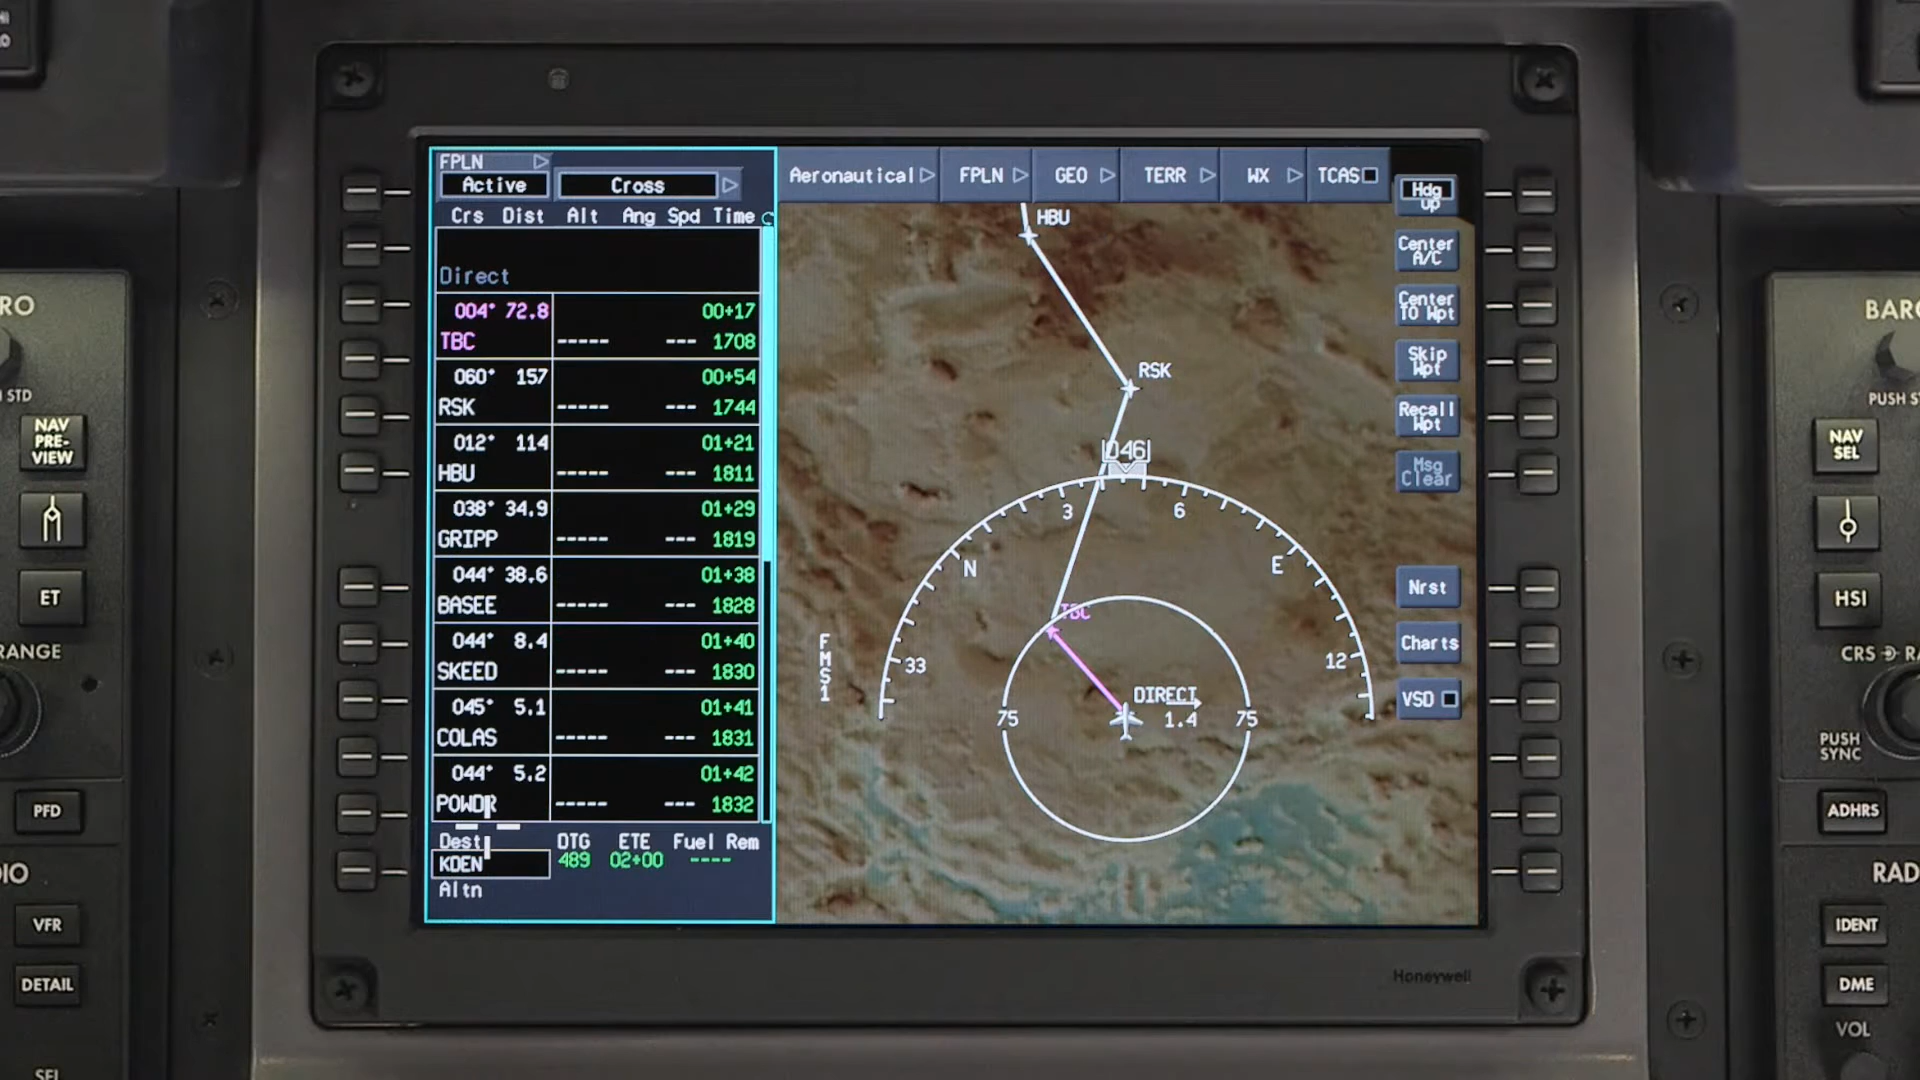 FPLN
Active Cross
Crs Dist Alt Ang Spd Time
Direct
004° 72.8 00+17
TBC ----- --- 1708
060° 157 00+54
RSK ----- --- 1744
012° 114 01+21
HBU ----- --- 1811
038° 34.9 01+29
GRIPP ----- --- 1819
044° 38.6 01+38
BASEE ----- --- 1828
044° 8.4 01+40
SKEED ----- --- 1830
045° 5.1 01+41
COLAS ----- --- 1831
044° 5.2 01+42
POWDR ----- --- 1832
Dest DTG ETE Fuel Rem
KDEN 489 02+00 ----
Altn
Aeronautical FPLN GEO TERR WX TCAS
HBU
RSK
046
3 6
N E
TBC
33 12
FMS1
DIRECT
75 1.4 75
Hdg
up
Center
A/C
Center
TO Wpt
Skip
Wpt
Recall
Wpt
Msg
Clear
Nrst
Charts
VSD
Honeywell
STD
NAV
PRE-
VIEW
ET
RANGE
PFD
VFR
DETAIL
SEL
BARO
PUSH
NAV
SEL
HSI
CRS
PUSH
SYNC
ADHRS
IDENT
DME
VOL